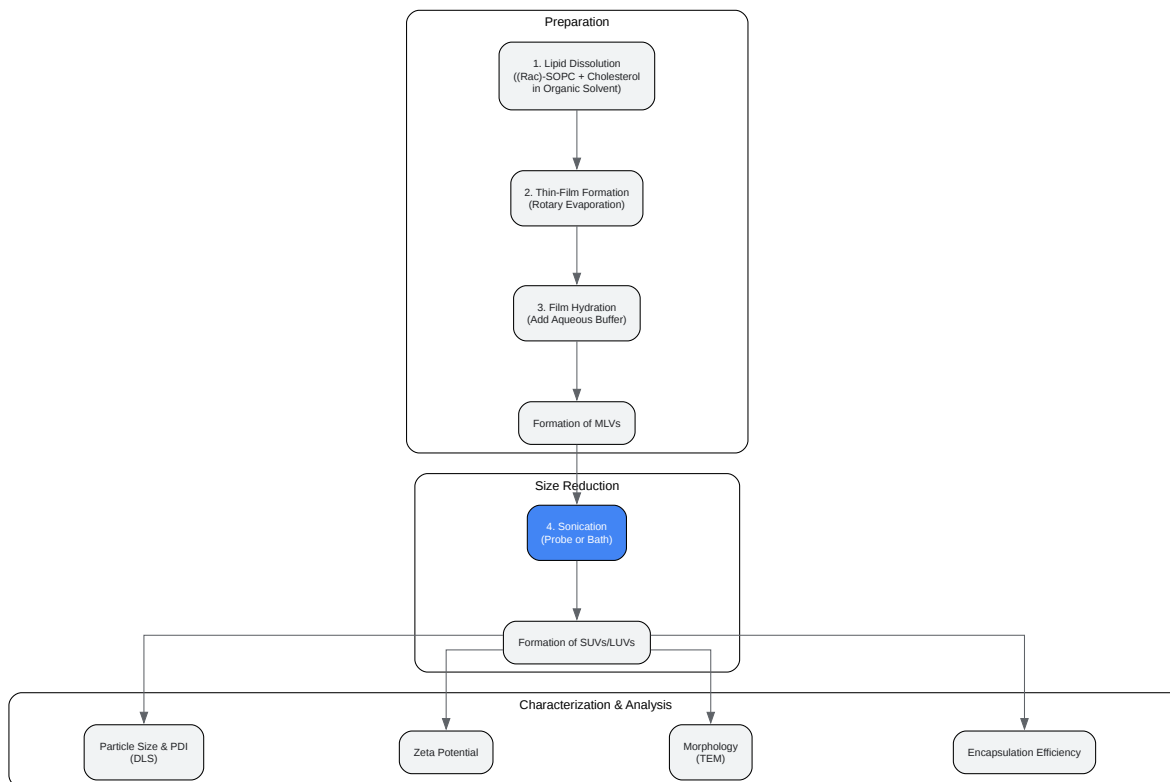 Preparation
1. Lipid Dissolution
((Rac)-SOPC + Cholesterol
in Organic Solvent)
2. Thin-Film Formation
(Rotary Evaporation)
3. Film Hydration
(Add Aqueous Buffer)
Formation of MLVs
Size Reduction
4. Sonication
(Probe or Bath)
Formation of SUVs/LUVs
Characterization & Analysis
Particle Size & PDI
(DLS)
Zeta Potential
Morphology
(TEM)
Encapsulation Efficiency